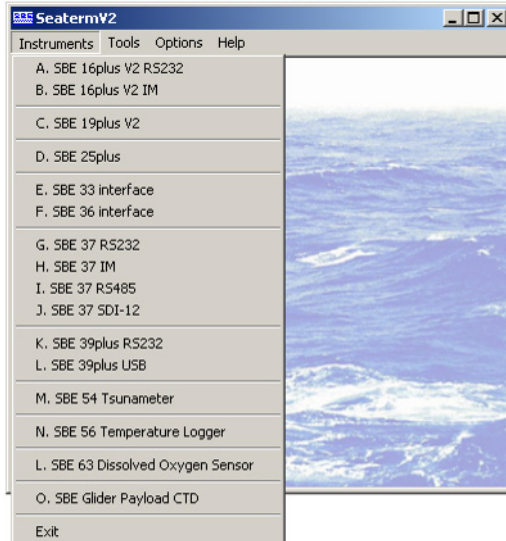 SeatermV2
Instruments Tools Options Help
A. SBE 16plus V2 RS232
B. SBE 16plus V2 IM
C. SBE 19plus V2
D. SBE 25plus
E. SBE 33 interface
F. SBE 36 interface
G. SBE 37 RS232
H. SBE 37 IM
I. SBE 37 RS485
J. SBE 37 SDI-12
K. SBE 39plus RS232
L. SBE 39plus USB
M. SBE 54 Tsunameter
N. SBE 56 Temperature Logger
L. SBE 63 Dissolved Oxygen Sensor
O. SBE Glider Payload CTD
Exit